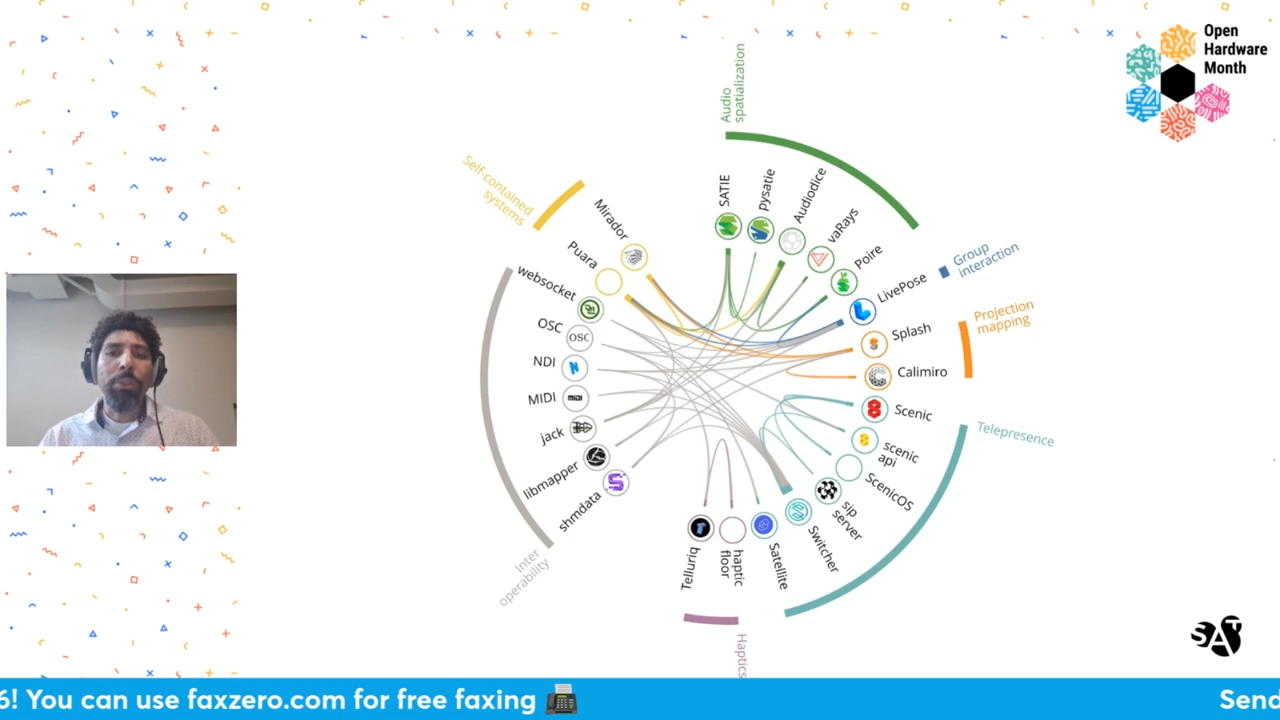 Open
Hardware
Month
Audio
spatialization
Self-contained
systems
Mirador
Puara
SATIE
pysatie
Audiodice
vaRays
Poire
Group
interaction
LivePose
Projection
mapping
Splash
Calimiro
Telepresence
Scenic
scenic
api
ScenicOS
sip
server
Switcher
Satellite
haptic
floor
Telluriq
Haptics
websocket
OSC
OSC
NDI
MIDI
MIDI
jack
libmapper
shmdata
Inter
operability
SAT
6! You can use faxzero.com for free faxing
Send